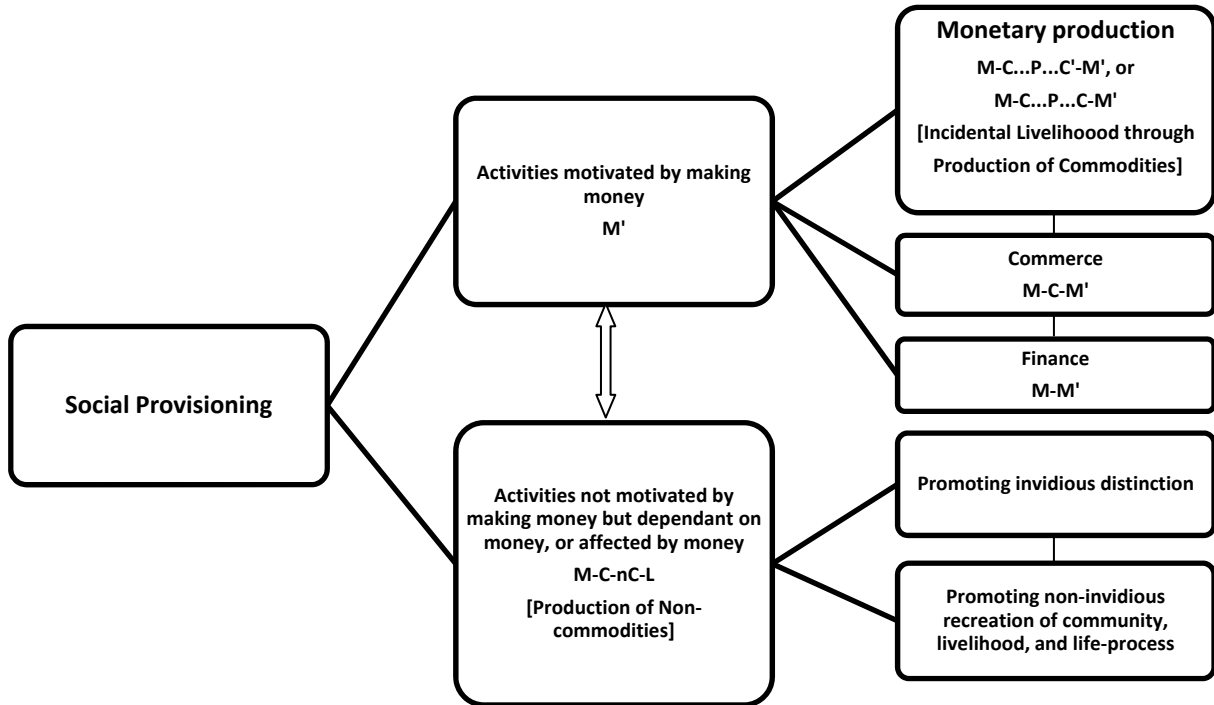 Social Provisioning
Activities motivated by making
money
M'
Activities not motivated by
making money but dependant on
money, or affected by money
M-C-nC-L
[Production of Non-
commodities]
Monetary production
M-C...P...C'-M', or
M-C...P...C-M'
[Incidental Livelihoood through
Production of Commodities]
Commerce
M-C-M'
Finance
M-M'
Promoting invidious distinction
Promoting non-invidious
recreation of community,
livelihood, and life-process